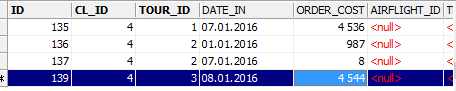 ID CL_ID TOUR_ID DATE_IN ORDER_COST AIRFLIGHT_ID
135 4 1 07.01.2016 4 536 <null>
136 4 2 01.01.2016 987 <null>
137 4 2 07.01.2016 8 <null>
* 139 4 3 08.01.2016 4 544 <null>